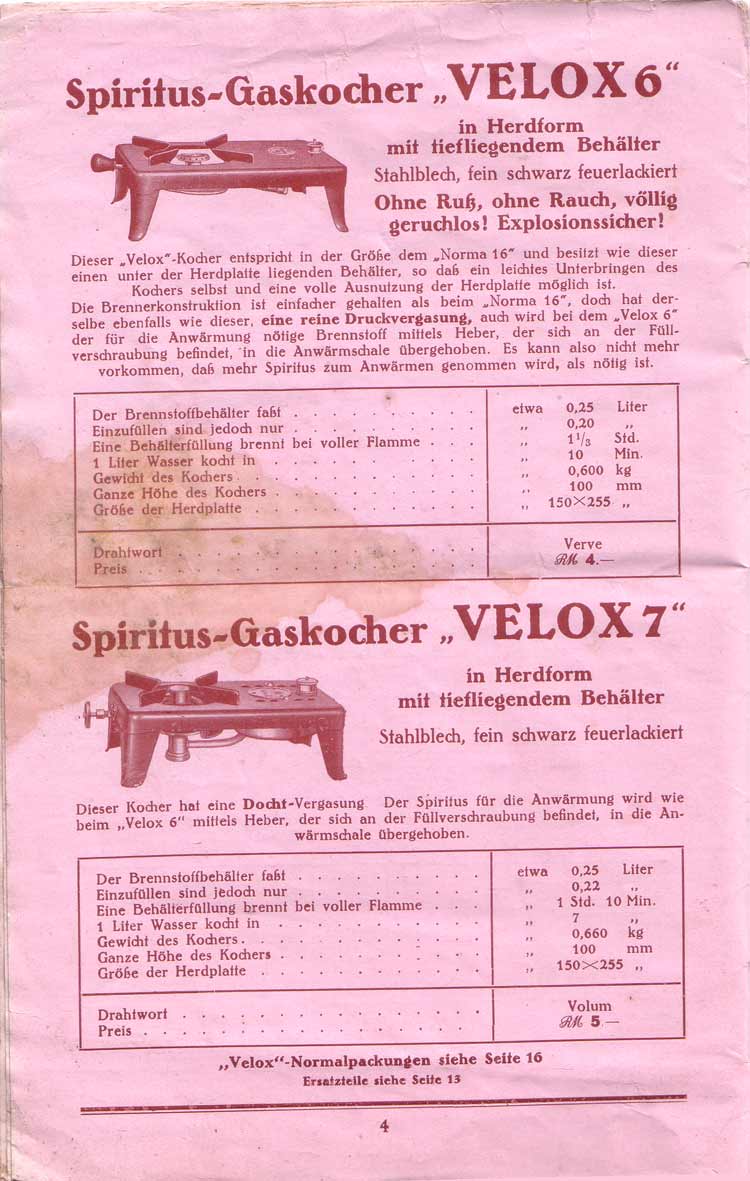 Spiritus-Gaskocher „VELOX 6“
in Herdform
mit tiefliegendem Behälter
Stahlblech, fein schwarz feuerlackiert
Ohne Ruß, ohne Rauch, völlig
geruchlos! Explosionssicher!
Dieser „Velox“-Kocher entspricht in der Größe dem „Norma 16“ und besitzt wie dieser
einen unter der Herdplatte liegenden Behälter, so daß ein leichtes Unterbringen des
Kochers selbst und eine volle Ausnutzung der Herdplatte möglich ist.
Die Brennerkonstruktion ist einfacher gehalten als beim „Norma 16“, doch hat der-
selbe ebenfalls wie dieser, eine reine Druckvergasung, auch wird bei dem „Velox 6“
der für die Anwärmung nötige Brennstoff mittels Heber, der sich an der Füll-
verschraubung befindet, in die Anwärmschale übergehoben. Es kann also nicht mehr
vorkommen, daß mehr Spiritus zum Anwärmen genommen wird, als nötig ist.
Der Brennstoffbehälter faßt . . . . . . . . . . . etwa 0,25 Liter
Einzufüllen sind jedoch nur . . . . . . . . . . . „ 0,20 „
Eine Behälterfüllung brennt bei voller Flamme . . . „ 1 1/3 Std.
1 Liter Wasser kocht in . . . . . . . . . . . . „ 10 Min.
Gewicht des Kochers . . . . . . . . . . . . . „ 0,600 kg
Ganze Höhe des Kochers . . . . . . . . . . . . „ 100 mm
Größe der Herdplatte . . . . . . . . . . . . . „ 150×255 „
Drahtwort . . . . . . . . . . . . . . . . . Verve
Preis . . . . . . . . . . . . . . . . . . . RM 4.—
Spiritus-Gaskocher „VELOX 7“
in Herdform
mit tiefliegendem Behälter
Stahlblech, fein schwarz feuerlackiert
Dieser Kocher hat eine Docht-Vergasung Der Spiritus für die Anwärmung wird wie
beim „Velox 6“ mittels Heber, der sich an der Füllverschraubung befindet, in die An-
wärmschale übergehoben.
Der Brennstoffbehälter faßt . . . . . . . . . . . etwa 0,25 Liter
Einzufüllen sind jedoch nur . . . . . . . . . . . „ 0,22 „
Eine Behälterfüllung brennt bei voller Flamme . . . „ 1 Std. 10 Min.
1 Liter Wasser kocht in . . . . . . . . . . . . „ 7 „
Gewicht des Kochers . . . . . . . . . . . . . „ 0,660 kg
Ganze Höhe des Kochers . . . . . . . . . . . . „ 100 mm
Größe der Herdplatte . . . . . . . . . . . . . „ 150×255 „
Drahtwort . . . . . . . . . . . . . . . . . Volum
Preis . . . . . . . . . . . . . . . . . . . RM 5.—
„Velox“-Normalpackungen siehe Seite 16
Ersatzteile siehe Seite 13
4